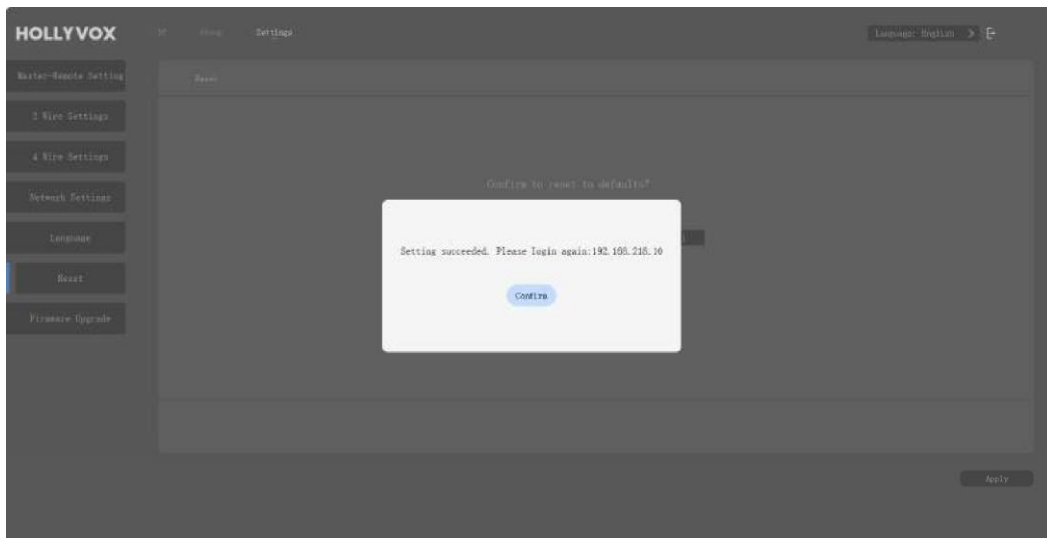 HOLLYVOX
Settings
Language: English >
Master-Remote Setting
Reset
2 Wire Settings
4 Wire Settings
Confirm to reset to defaults?
Network Settings
Language
Setting succeeded. Please login again:192.168.218.10
Reset
Confirm
Firmware Upgrade
Apply